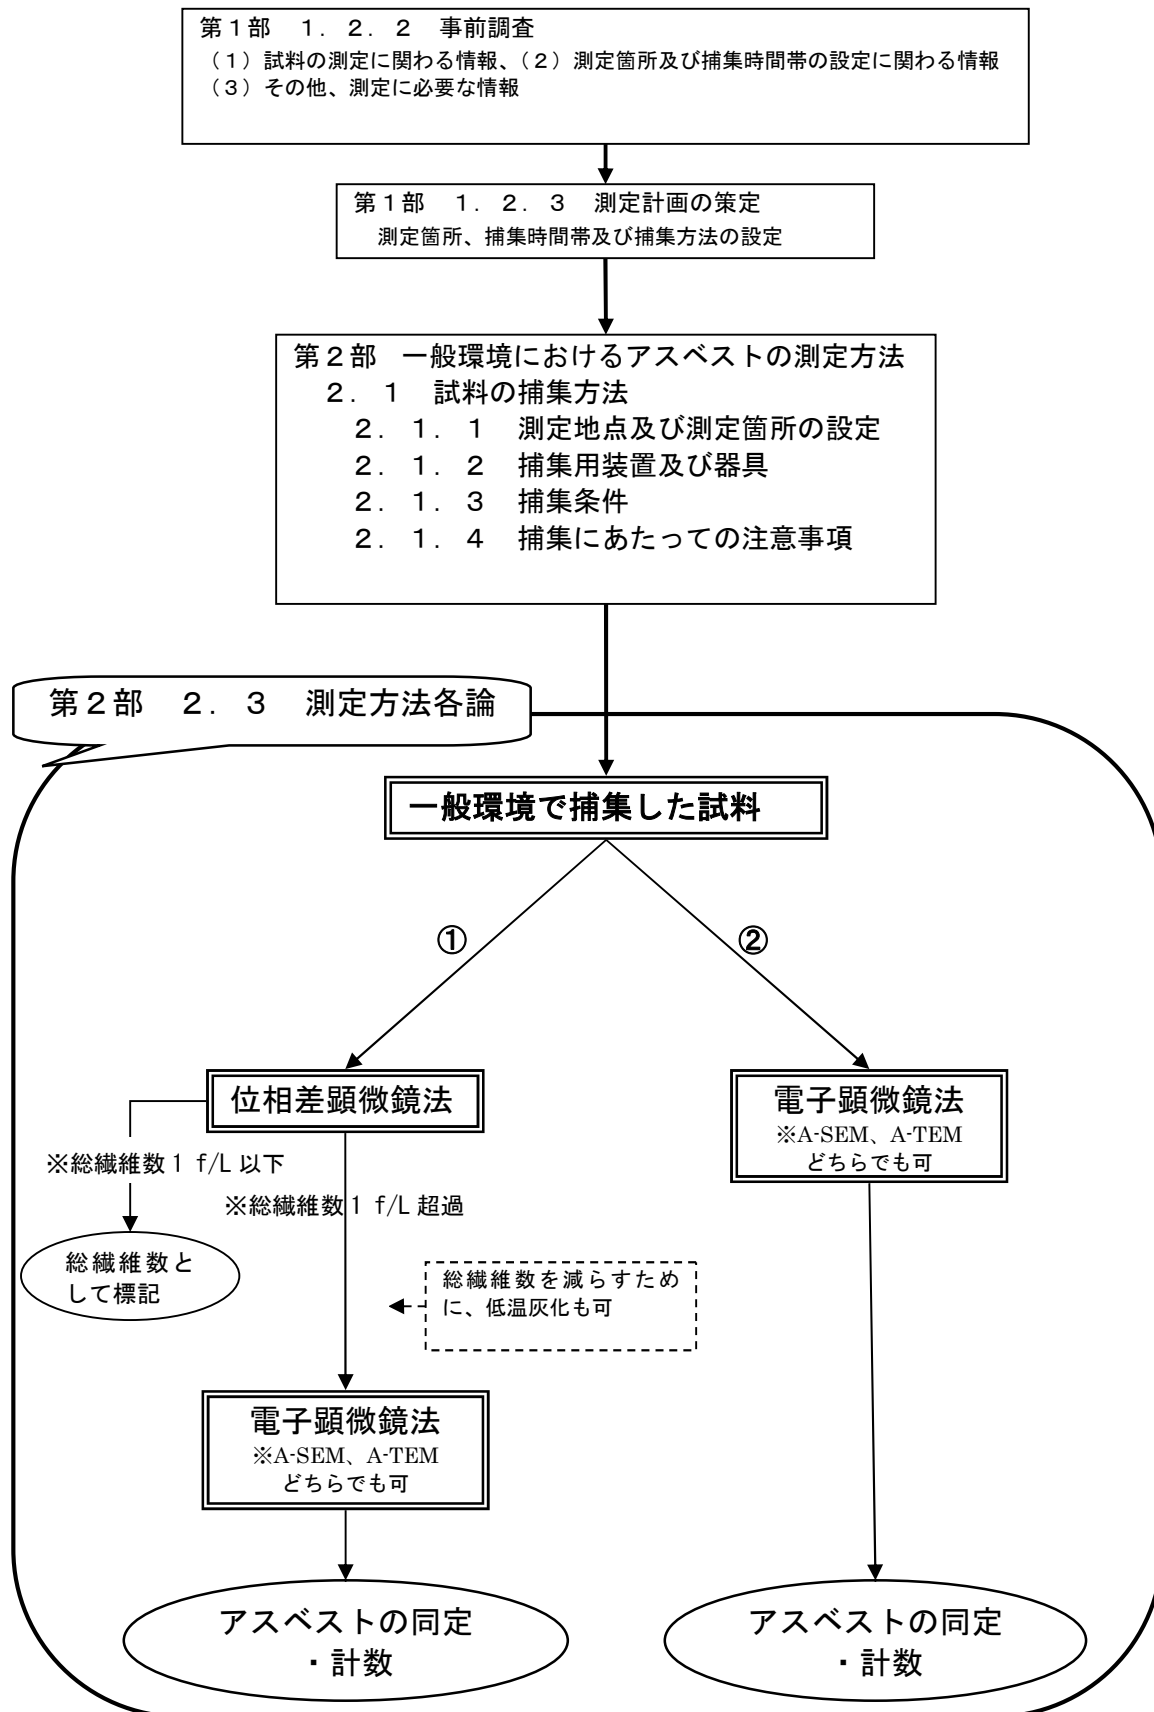 第１部　１．２．２　事前調査
（１）試料の測定に関わる情報、（２）測定箇所及び捕集時間帯の設定に関わる情報
（３）その他、測定に必要な情報
第１部　１．２．３　測定計画の策定
測定箇所、捕集時間帯及び捕集方法の設定
第２部　一般環境におけるアスベストの測定方法
２．１　試料の捕集方法
２．１．１　測定地点及び測定箇所の設定
２．１．２　捕集用装置及び器具
２．１．３　捕集条件
２．１．４　捕集にあたっての注意事項
第２部　２．３　測定方法各論
一般環境で捕集した試料
①
②
位相差顕微鏡法
電子顕微鏡法
※A-SEM、A-TEM
どちらでも可
※総繊維数１ f/L 以下
※総繊維数１ f/L 超過
総繊維数と
して標記
総繊維数を減らすため
に、低温灰化も可
電子顕微鏡法
※A-SEM、A-TEM
どちらでも可
アスベストの同定
・計数
アスベストの同定
・計数